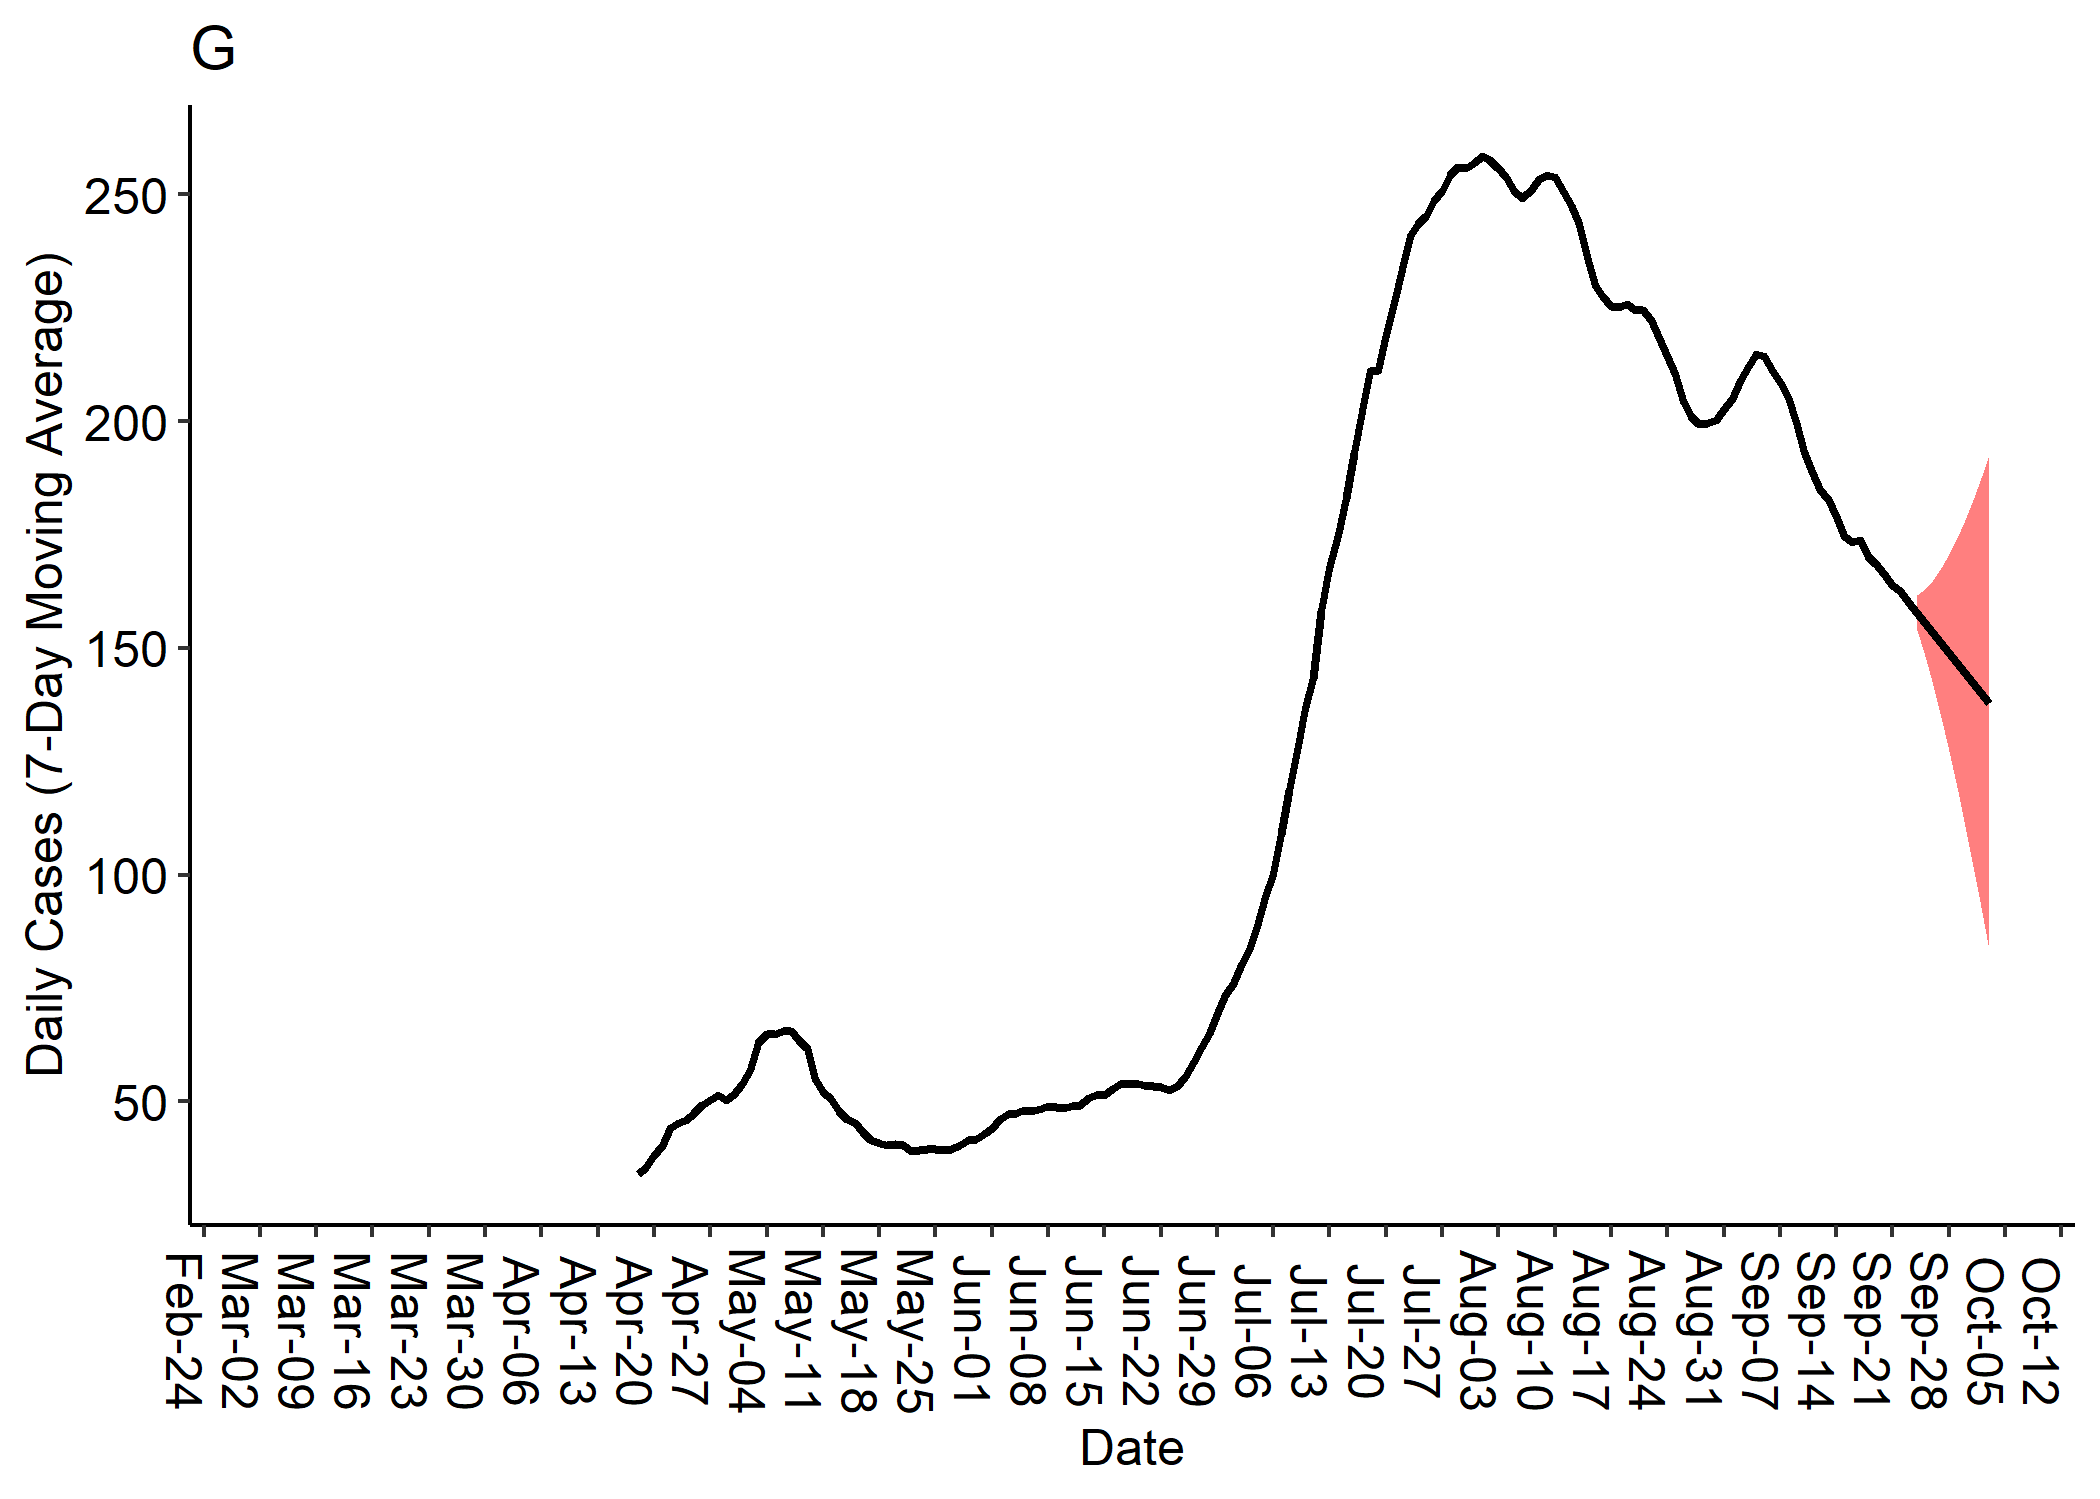 G
Daily Cases (7-Day Moving Average)
250
200
150
100
50
Feb-24
Mar-02
Mar-09
Mar-16
Mar-23
Mar-30
Apr-06
Apr-13
Apr-20
Apr-27
May-04
May-11
May-18
May-25
Jun-01
Jun-08
Jun-15
Jun-22
Jun-29
Jul-06
Jul-13
Jul-20
Jul-27
Aug-03
Aug-10
Aug-17
Aug-24
Aug-31
Sep-07
Sep-14
Sep-21
Sep-28
Oct-05
Oct-12
Date